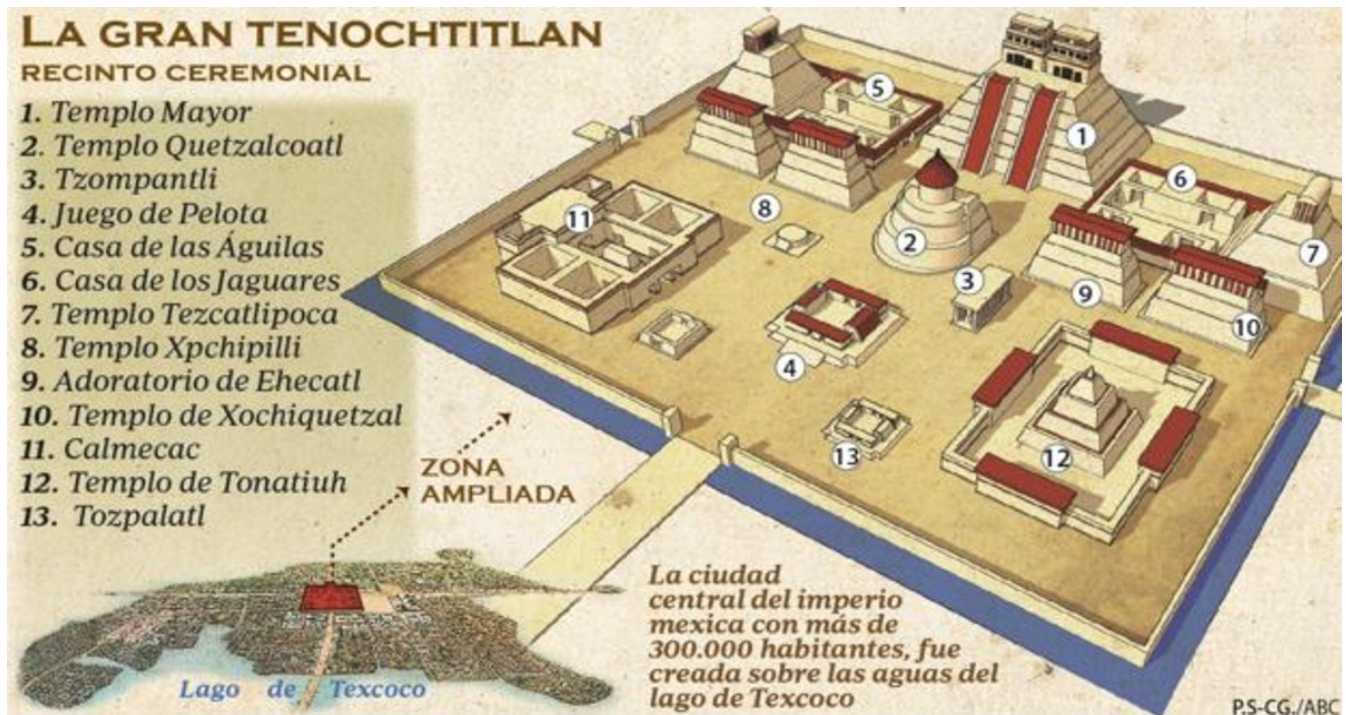 LA GRAN TENOCHTITLAN
RECINTO CEREMONIAL
1. Templo Mayor
2. Templo Quetzalcoatl
3. Tzompantli
4. Juego de Pelota
5. Casa de las Águilas
6. Casa de los Jaguares
7. Templo Tezcatlipoca
8. Templo Xpchipilli
9. Adoratorio de Ehecatl
10. Templo de Xochiquetzal
11. Calmecac
12. Templo de Tonatiuh
13. Tozpalatl
5
1
6
11
8
2
7
3
9
10
4
12
13
ZONA
AMPLIADA
Lago de Texcoco
La ciudad
central del imperio
mexica con más de
300.000 habitantes, fue
creada sobre las aguas del
lago de Texcoco
P.S-CG./ABC